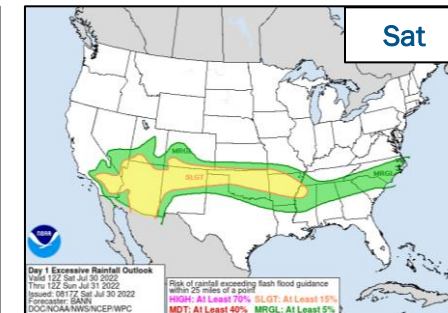 Sat
MRGL
SLGT
MRGL
MRGL
NOAA
Day 1 Excessive Rainfall Outlook
Valid 12Z Sat Jul 30 2022
Thru 12Z Sun Jul 31 2022
Issued: 0817Z Sat Jul 30 2022
Forecaster: BANN
DOC/NOAA/NWS/NCEP/WPC
Risk of rainfall exceeding flash flood guidance
within 25 miles of a point
HIGH: At Least 70% SLGT: At Least 15%
MDT: At Least 40% MRGL: At Least 5%